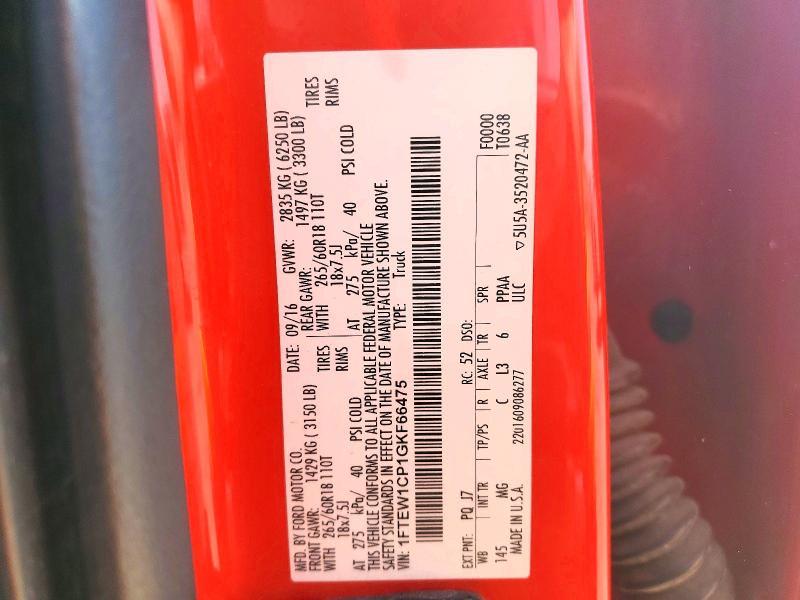 MFD. BY FORD MOTOR CO. DATE: 09/16 GVWR: 2835 KG ( 6250 LB)
FRONT GAWR: 1429 KG ( 3150 LB) REAR GAWR: 1497 KG ( 3300 LB)
WITH 265/60R18 110T TIRES WITH 265/60R18 110T TIRES
18x7.5J RIMS 18x7.5J RIMS
AT 275 kPa/ 40 PSI COLD AT 275 kPa/ 40 PSI COLD
THIS VEHICLE CONFORMS TO ALL APPLICABLE FEDERAL MOTOR VEHICLE
SAFETY STANDARDS IN EFFECT ON THE DATE OF MANUFACTURE SHOWN ABOVE.
VIN: 1FTEW1CP1GKF66475 TYPE: Truck
EXT PNT: PQ J7 RC: 52 DSO: F0000
WB INT TR TP/PS R AXLE TR SPR T0638
145 MG C L3 6 PPAA
MADE IN U.S.A. 2201609086277 ULC ▽5U5A-3520472-AA